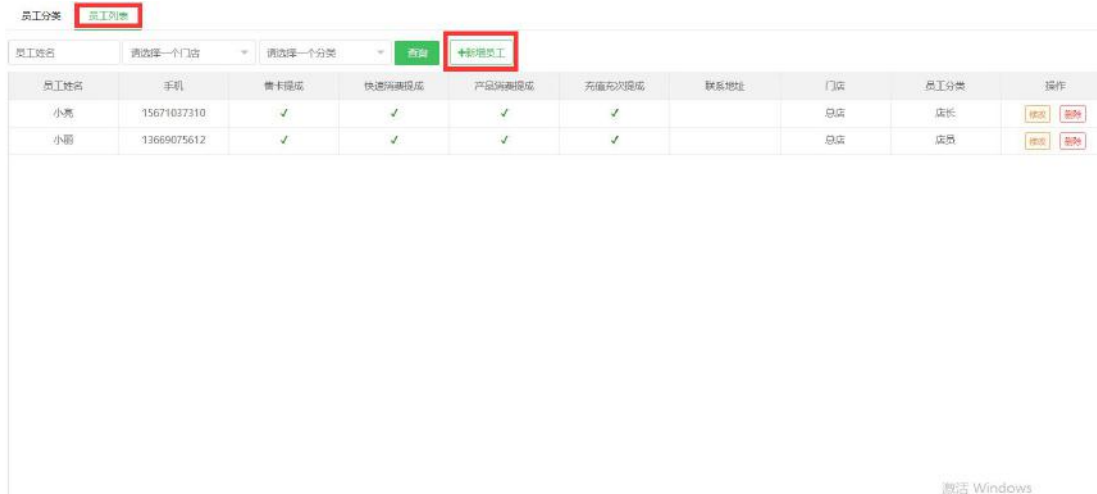 员工分类 员工列表
员工姓名 请选择一个门店 请选择一个分类 查询 +新增员工
员工姓名 手机 售卡提成 快速消费提成 产品消费提成 充值充次提成 联系地址 门店 员工分类 操作
小亮 15671037310 ✓ ✓ ✓ ✓ 总店 店长 修改 删除
小丽 13669075612 ✓ ✓ ✓ ✓ 总店 店员 修改 删除
激活 Windows